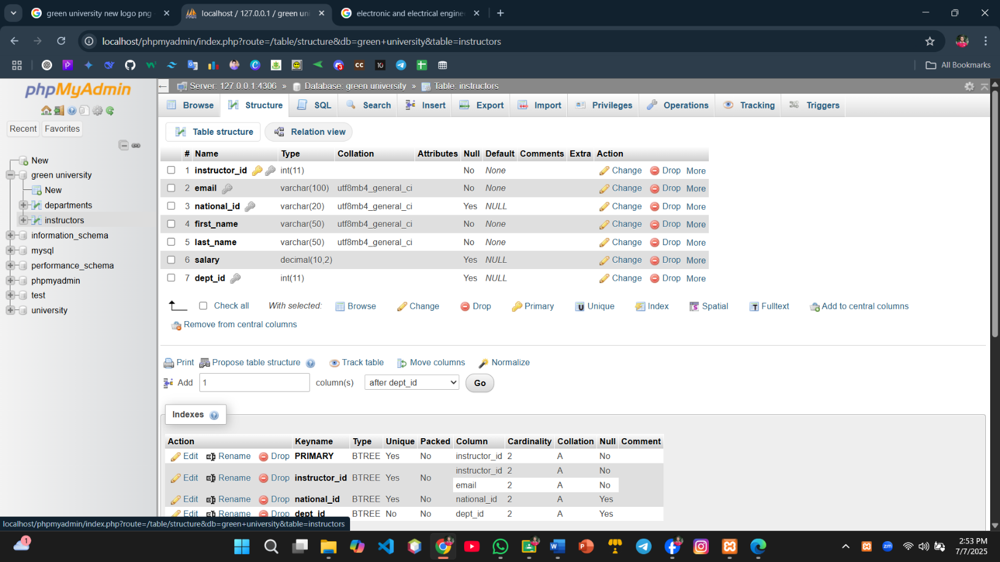 green university new logo png
localhost / 127.0.0.1 / green uni
electronic and electrical engine
localhost/phpmyadmin/index.php?route=/table/structure&db=green+university&table=instructors
All Bookmarks
phpMyAdmin
Recent Favorites
New
green university
New
departments
instructors
information_schema
mysql
performance_schema
phpmyadmin
test
university
Server: 127.0.0.1:4306 » Database: green university » Table: instructors
Browse Structure SQL Search Insert Export Import Privileges Operations Tracking Triggers
Table structure Relation view
# Name Type Collation Attributes Null Default Comments Extra Action
1 instructor_id int(11) No None Change Drop More
2 email varchar(100) utf8mb4_general_ci No None Change Drop More
3 national_id varchar(20) utf8mb4_general_ci Yes NULL Change Drop More
4 first_name varchar(50) utf8mb4_general_ci No None Change Drop More
5 last_name varchar(50) utf8mb4_general_ci No None Change Drop More
6 salary decimal(10,2) Yes NULL Change Drop More
7 dept_id int(11) Yes NULL Change Drop More
Check all With selected: Browse Change Drop Primary Unique Index Spatial Fulltext Add to central columns
Remove from central columns
Print Propose table structure Track table Move columns Normalize
Add 1 column(s) after dept_id Go
Indexes
Action Keyname Type Unique Packed Column Cardinality Collation Null Comment
Edit Rename Drop PRIMARY BTREE Yes No instructor_id 2 A No
Edit Rename Drop instructor_id BTREE Yes No instructor_id 2 A No
email 2 A No
Edit Rename Drop national_id BTREE Yes No national_id 2 A Yes
Edit Rename Drop dept_id BTREE No No dept_id 2 A Yes
localhost/phpmyadmin/index.php?route=/table/structure&db=green+university&table=instructors
1
2:53 PM
7/7/2025